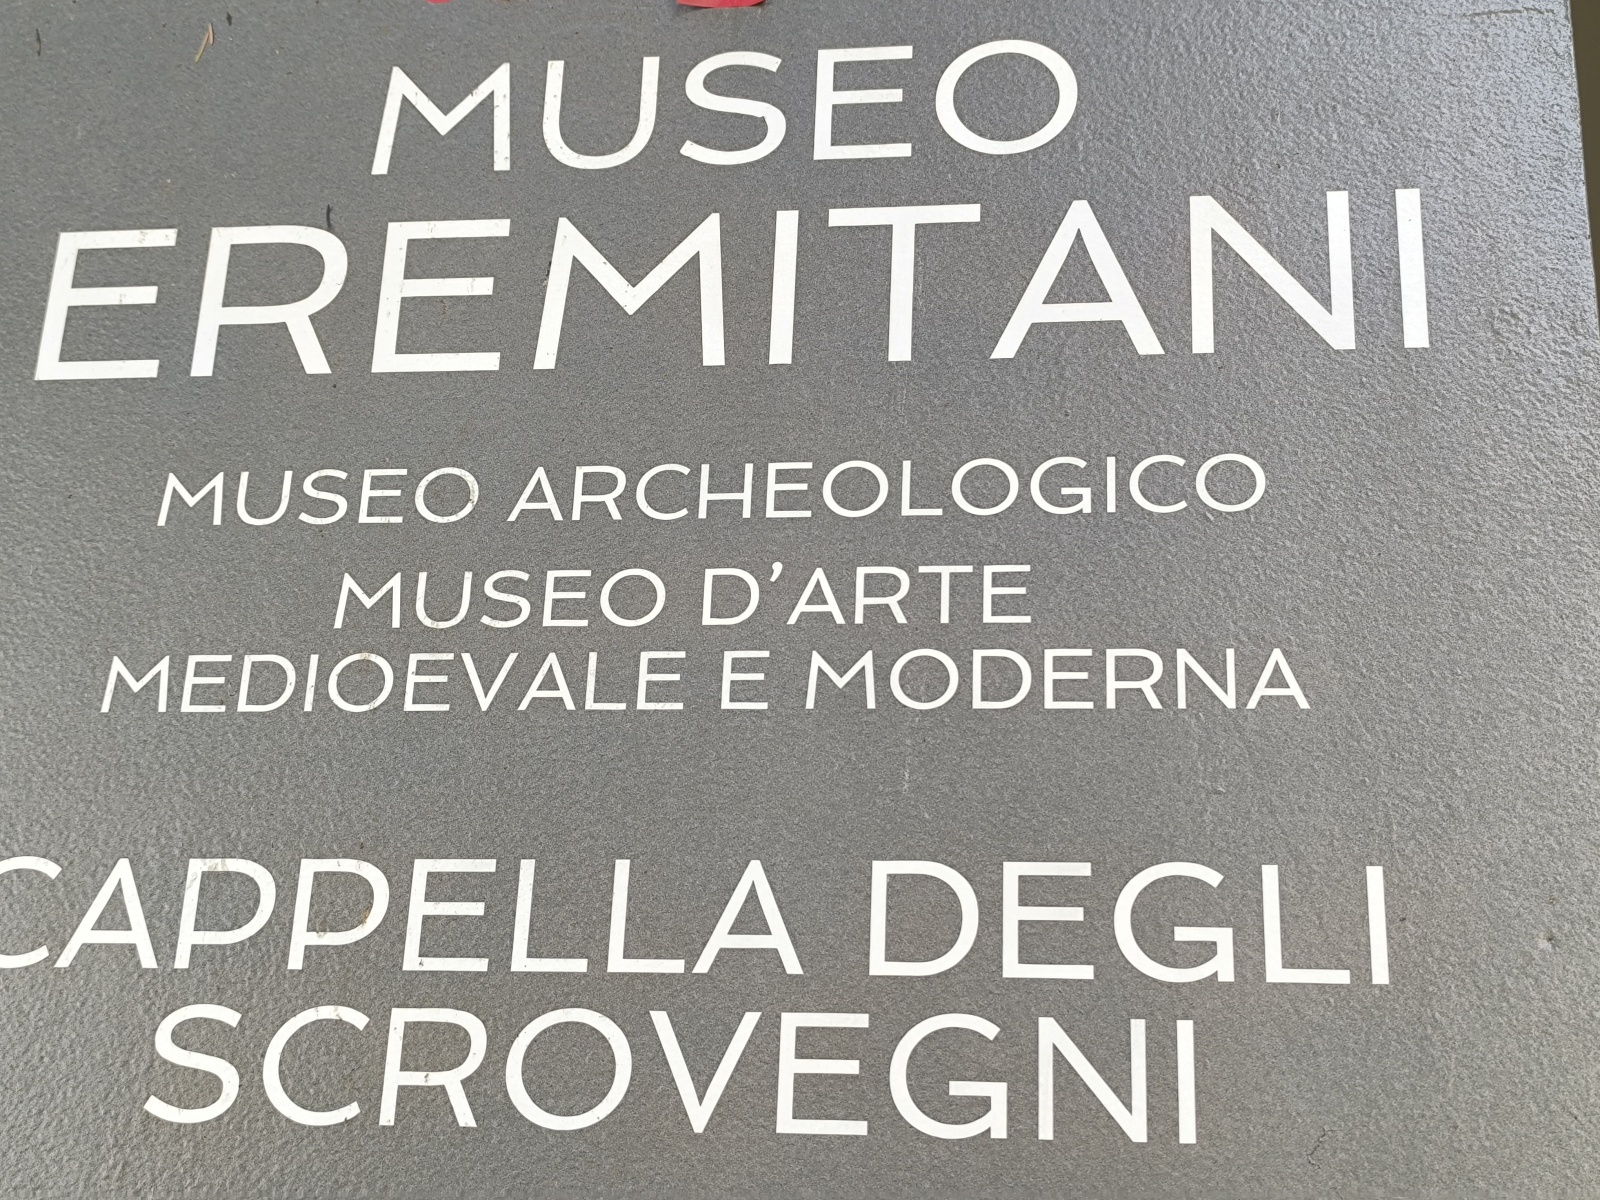 MUSEO
EREMITANI
MUSEO ARCHEOLOGICO
MUSEO D'ARTE
MEDIOEVALE E MODERNA
CAPPELLA DEGLI
SCROVEGNI